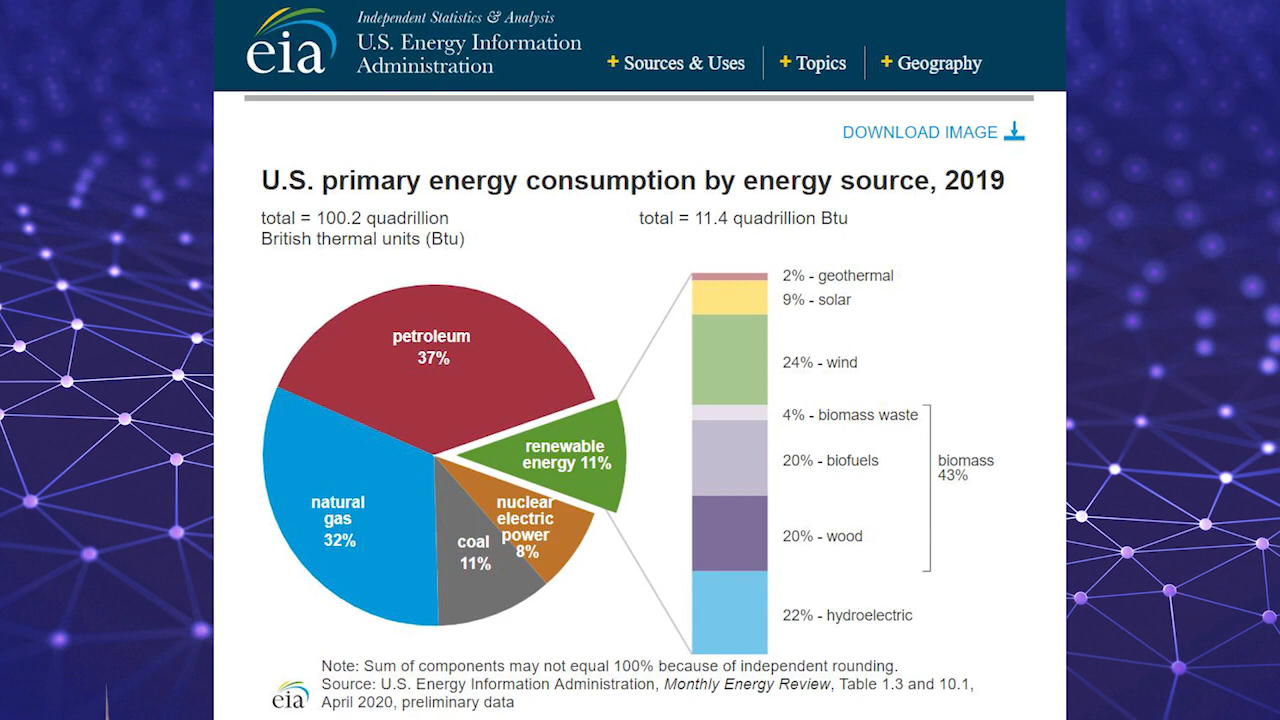 eia
Independent Statistics & Analysis
U.S. Energy Information
Administration
+ Sources & Uses
+ Topics
+ Geography
DOWNLOAD IMAGE
U.S. primary energy consumption by energy source, 2019
total = 100.2 quadrillion
British thermal units (Btu)
total = 11.4 quadrillion Btu
petroleum
37%
natural
gas
32%
coal
11%
nuclear
electric
power
8%
renewable
energy 11%
2% - geothermal
9% - solar
24% - wind
4% - biomass waste
20% - biofuels
20% - wood
22% - hydroelectric
biomass
43%
Note: Sum of components may not equal 100% because of independent rounding.
Source: U.S. Energy Information Administration, Monthly Energy Review, Table 1.3 and 10.1,
April 2020, preliminary data
eia